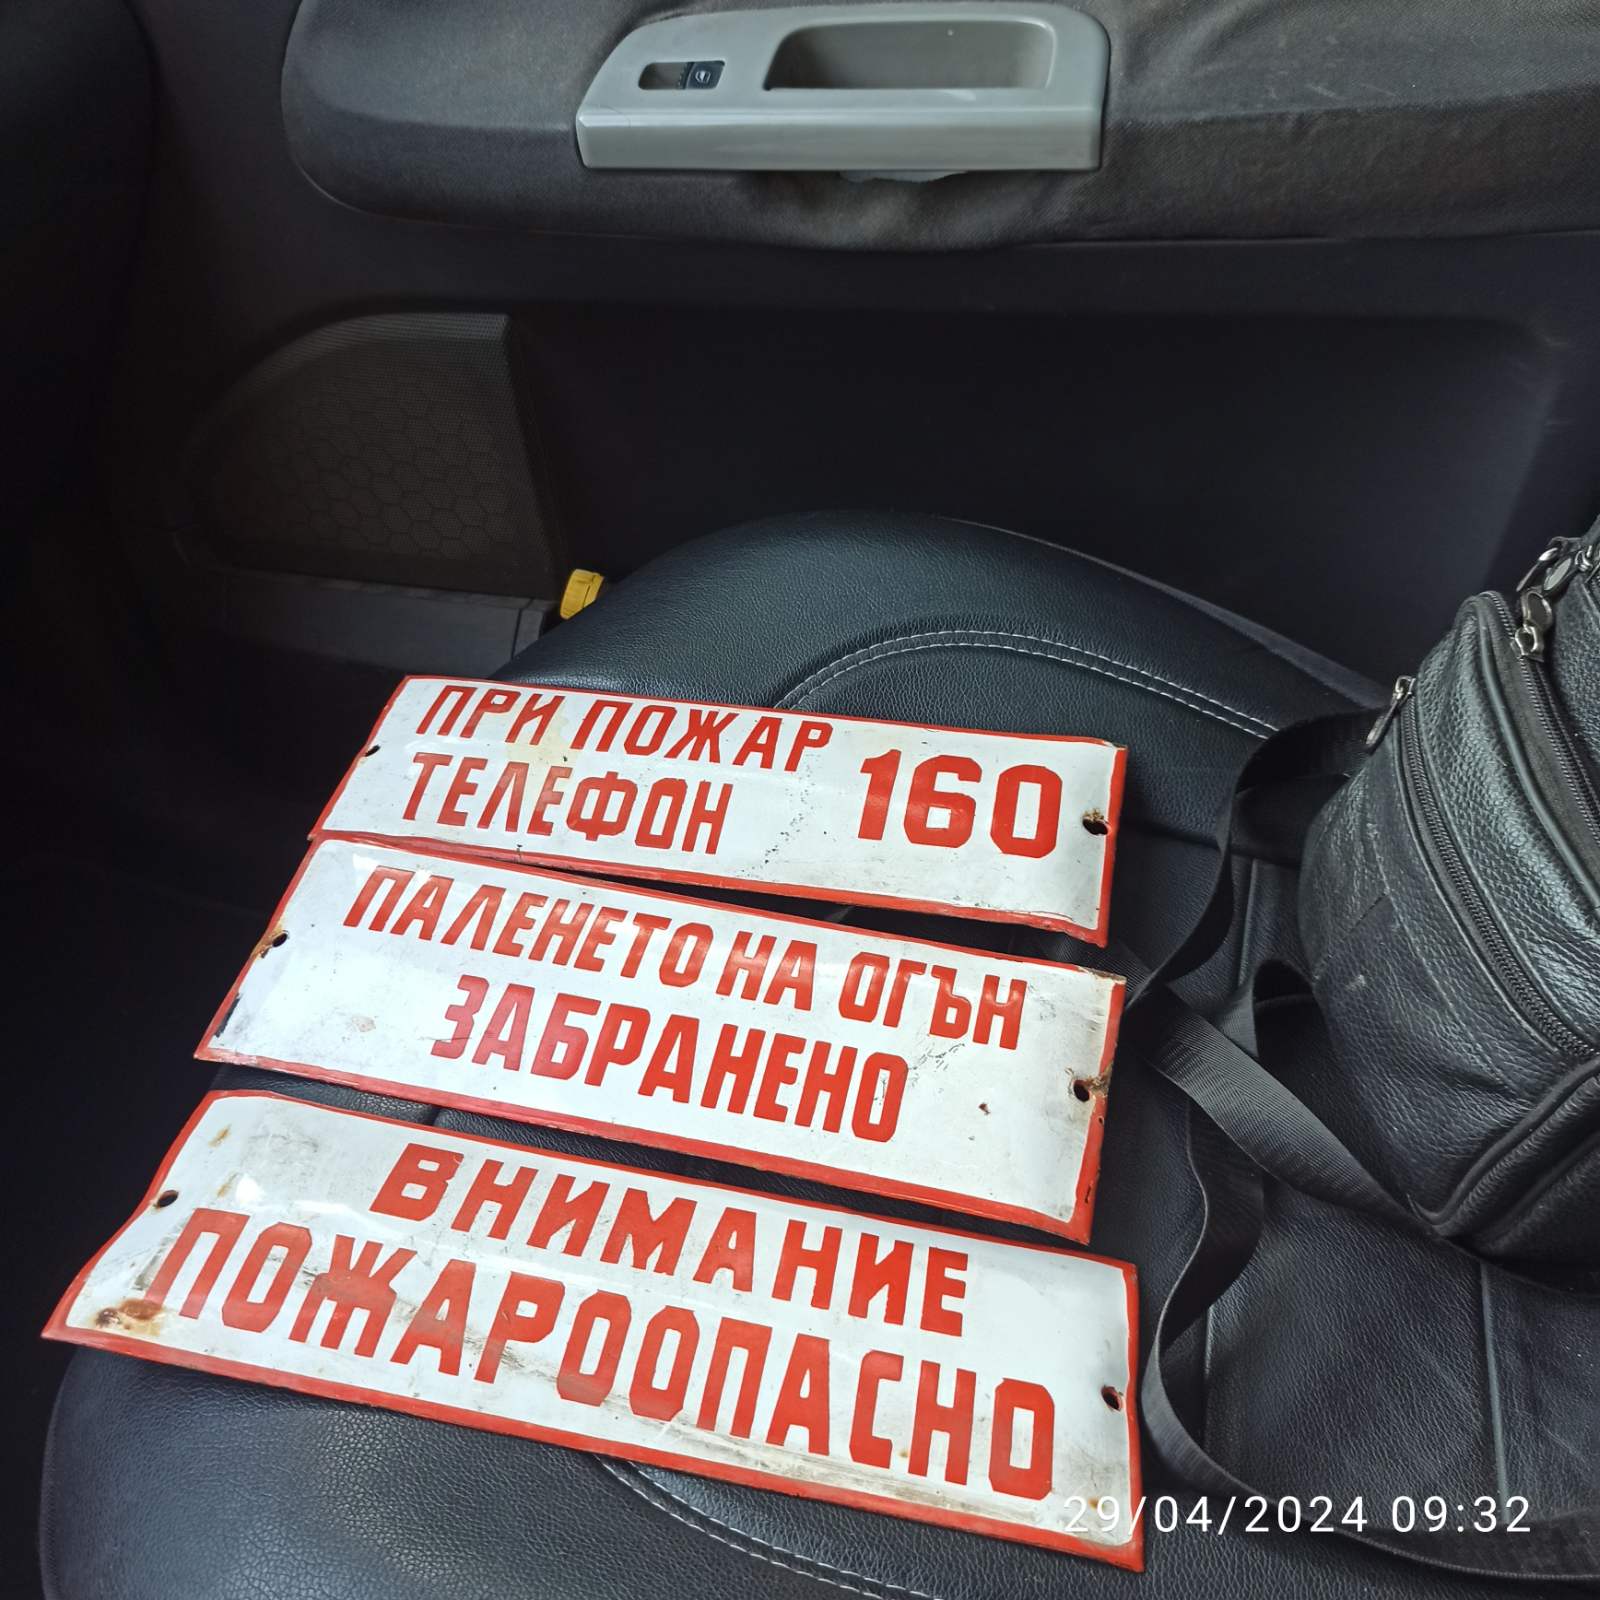 ПРИ ПОЖАР
ТЕЛЕФОН 160
ПАЛЕНЕТО НА ОГЪН
ЗАБРАНЕНО
ВНИМАНИЕ
ПОЖАРООПАСНО
29/04/2024 09:32